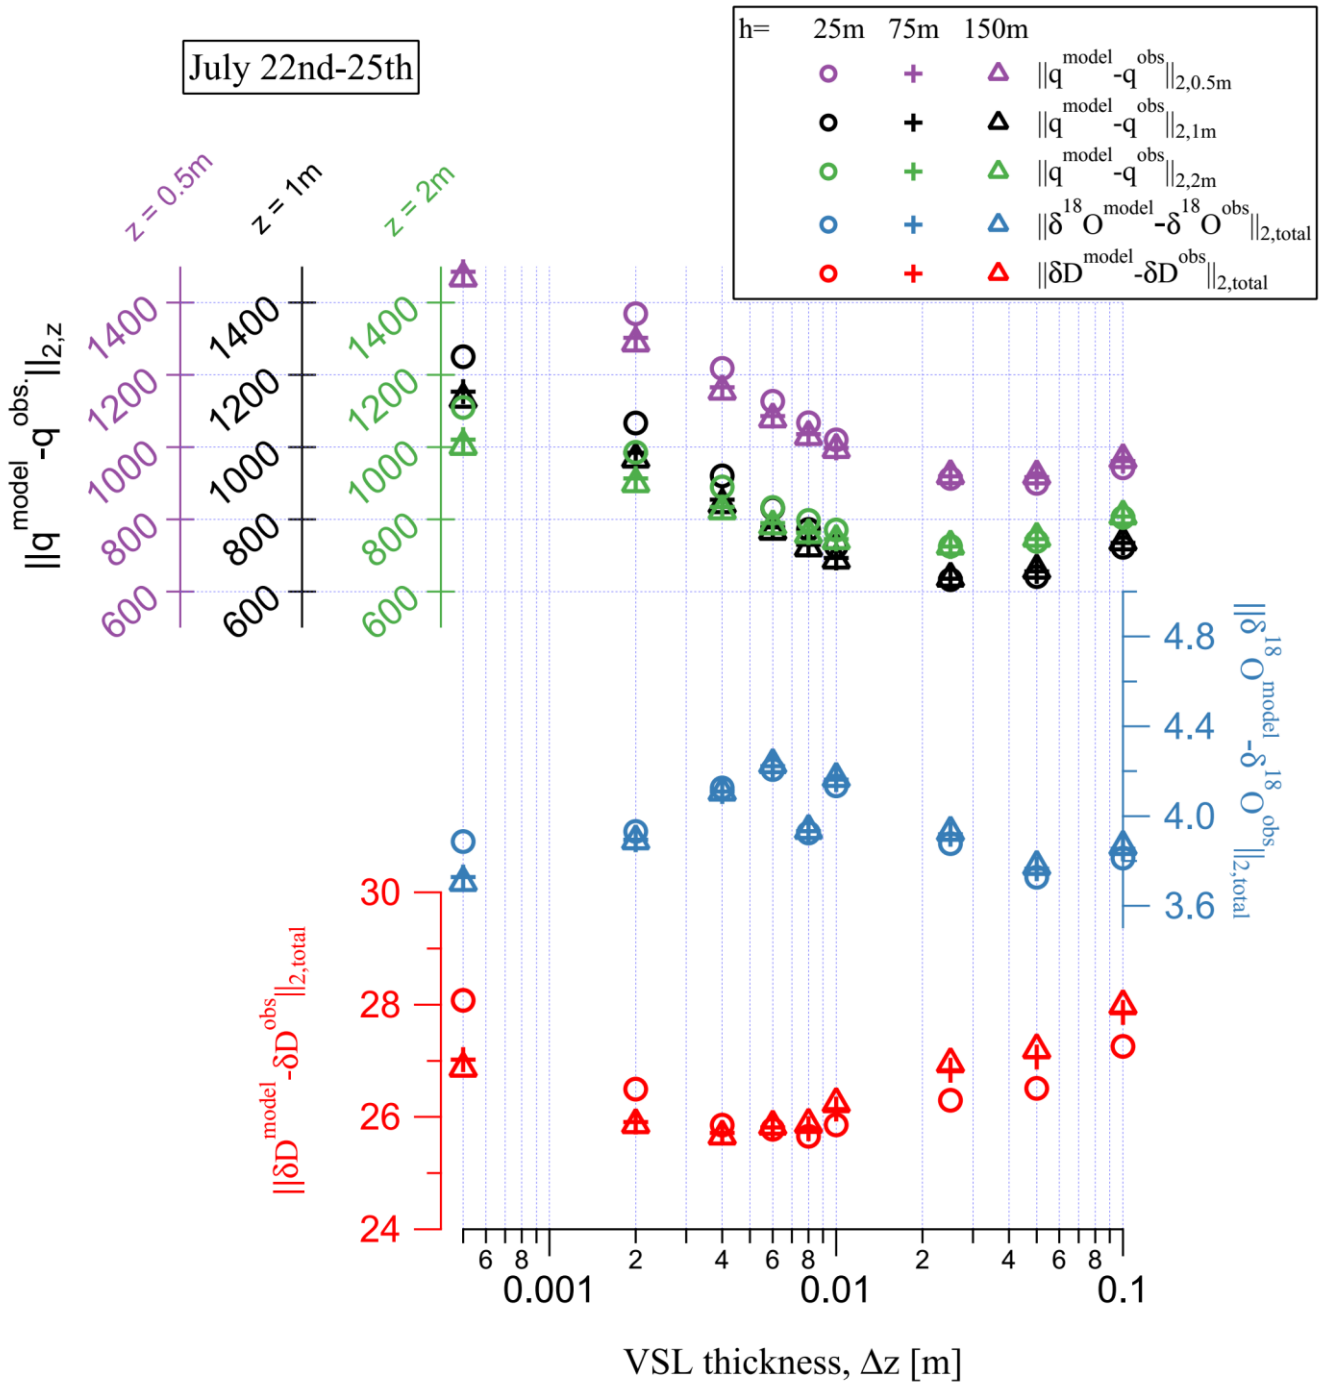 July 22nd-25th
h= 25m 75m 150m
||q^model-q^obs||2,0.5m
||q^model-q^obs||2,1m
||q^model-q^obs||2,2m
||δ^18O^model-δ^18O^obs||2,total
||δD^model-δD^obs||2,total
z = 0.5m
z = 1m
z = 2m
||q^model-q^obs.||2,z
1400 1400 1400
1200 1200 1200
1000 1000 1000
800 800 800
600 600 600
4.8
4.4
4.0
3.6
||δ^18O^model-δ^18O^obs||2,total
30
28
26
24
||δD^model-δD^obs||2,total
6 8 2 4 6 8 2 4 6 8
0.001 0.01 0.1
VSL thickness, Δz [m]